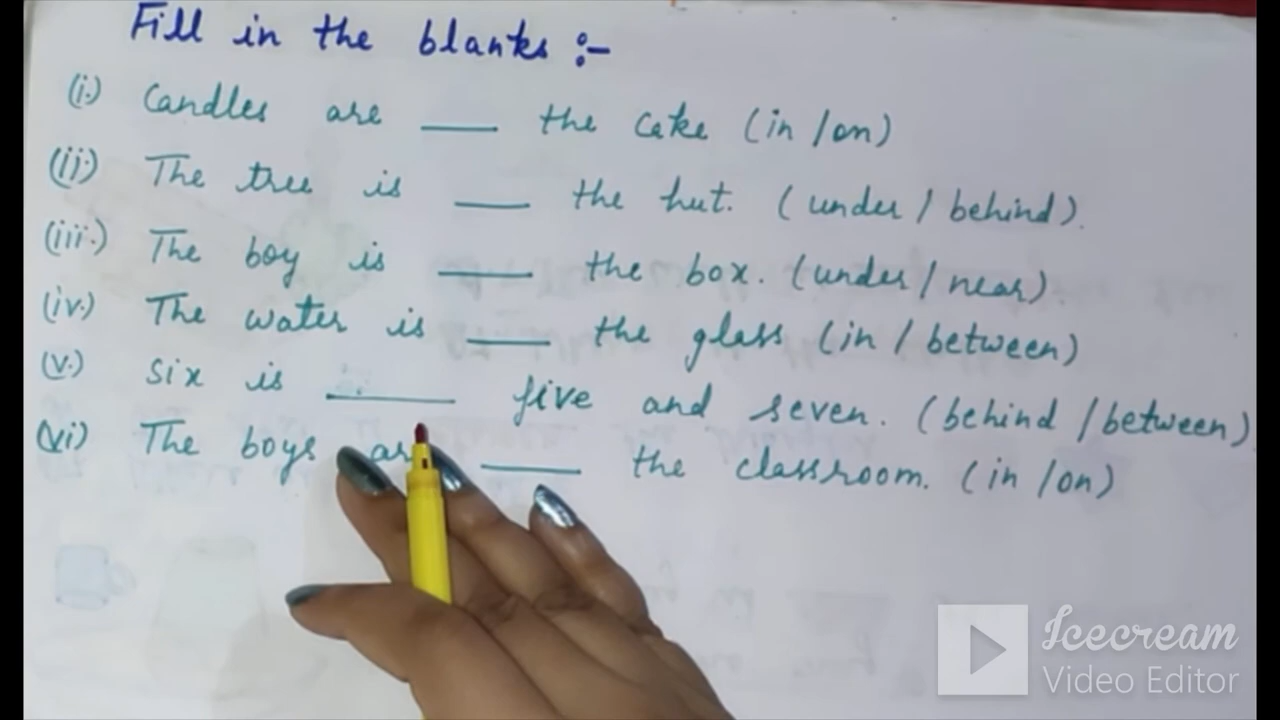 Fill in the blanks :-
(i.) Candles are ___ the cake (in / on)
(ii.) The tree is ___ the hut. (under / behind).
(iii.) The boy is ___ the box. (under / near).
(iv.) The water is ___ the glass (in / between)
(v.) Six is ___ five and seven. (behind / between)
(vi) The boys are ___ the classroom. (in / on)
Icecream
Video Editor